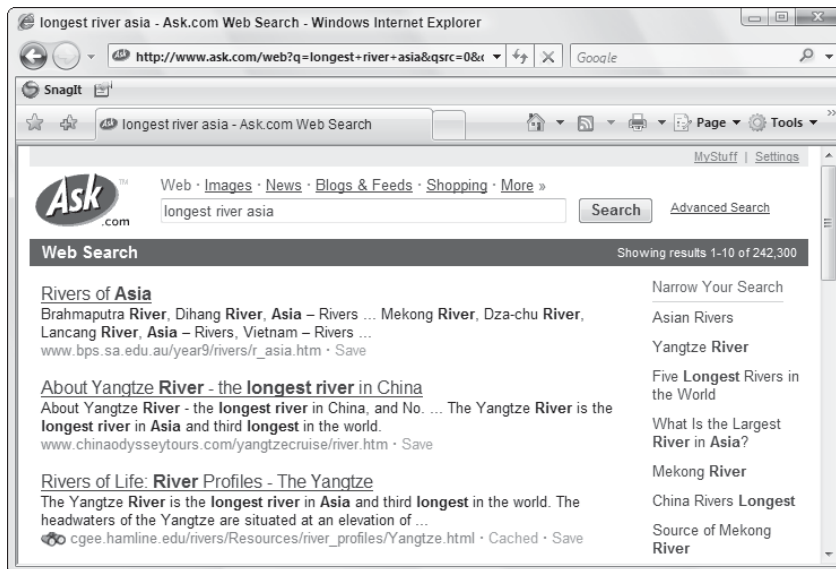 longest river asia - Ask.com Web Search - Windows Internet Explorer
http://www.ask.com/web?q=longest+river+asia&qsrc=0&
Google
SnagIt
longest river asia - Ask.com Web Search
Page
Tools
MyStuff | Settings
Ask.com
TM
Web · Images · News · Blogs & Feeds · Shopping · More »
longest river asia
Search
Advanced Search
Web Search
Showing results 1-10 of 242,300
Rivers of Asia
Brahmaputra River, Dihang River, Asia – Rivers ... Mekong River, Dza-chu River,
Lancang River, Asia – Rivers, Vietnam – Rivers ...
www.bps.sa.edu.au/year9/rivers/r_asia.htm · Save
About Yangtze River - the longest river in China
About Yangtze River - the longest river in China, and No. ... The Yangtze River is the
longest river in Asia and third longest in the world.
www.chinaodysseytours.com/yangtzecruise/river.htm · Save
Rivers of Life: River Profiles - The Yangtze
The Yangtze River is the longest river in Asia and third longest in the world. The
headwaters of the Yangtze are situated at an elevation of ...
cgee.hamline.edu/rivers/Resources/river_profiles/Yangtze.html · Cached · Save
Narrow Your Search
Asian Rivers
Yangtze River
Five Longest Rivers in
the World
What Is the Largest
River in Asia?
Mekong River
China Rivers Longest
Source of Mekong
River